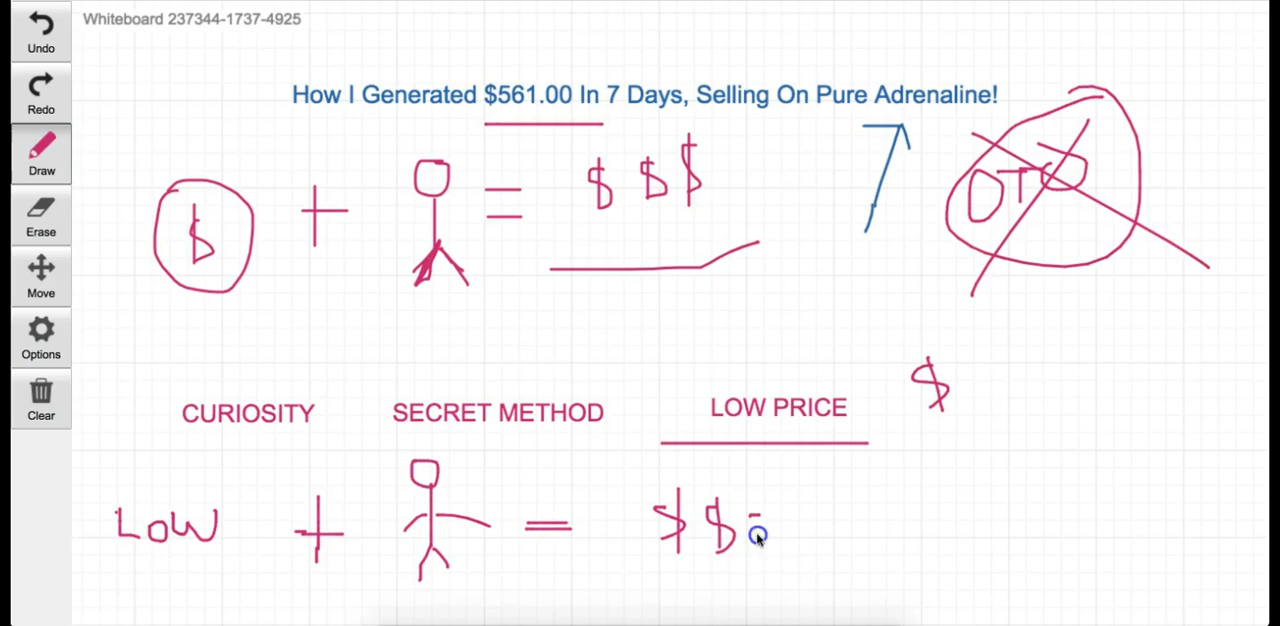 Whiteboard 237344-1737-4925
Undo
Redo
Draw
Erase
Move
Options
Clear
How I Generated $561.00 In 7 Days, Selling On Pure Adrenaline!
$ + = $ $ $
OTO
$
CURIOSITY SECRET METHOD LOW PRICE
LOW + = $ $